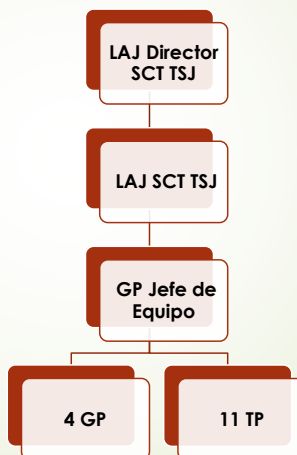 LAJ Director
SCT TSJ
LAJ SCT TSJ
GP Jefe de
Equipo
4 GP
11 TP